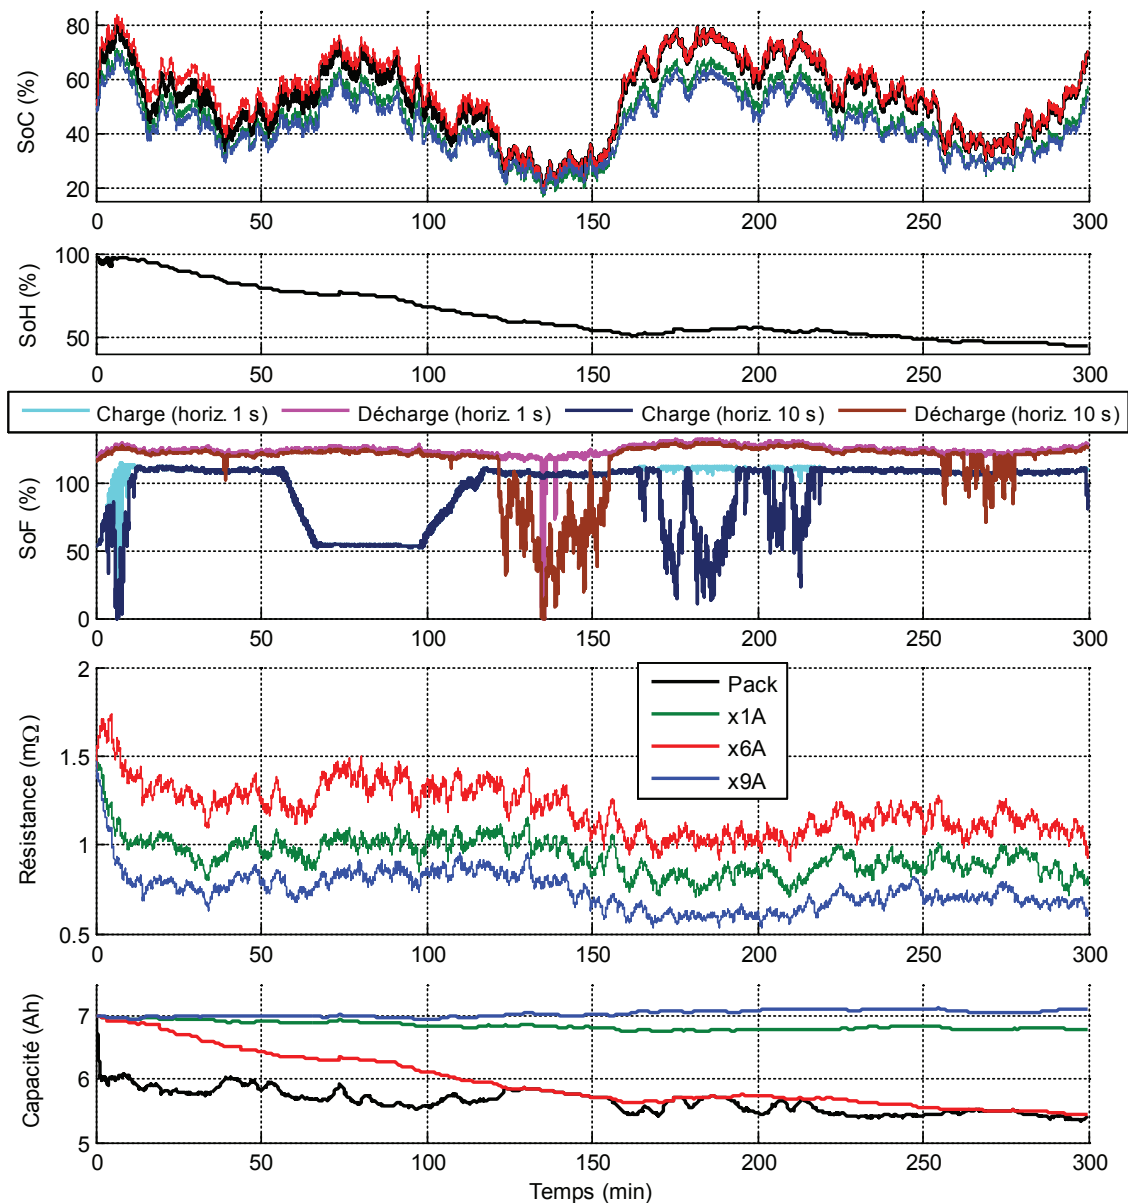 80
60
40
20
SoC (%)
0 50 100 150 200 250 300
100
50
SoH (%)
0 50 100 150 200 250 300
Charge (horiz. 1 s) Décharge (horiz. 1 s) Charge (horiz. 10 s) Décharge (horiz. 10 s)
100
50
0
SoF (%)
0 50 100 150 200 250 300
2
1.5
1
0.5
Résistance (mΩ)
Pack
x1A
x6A
x9A
0 50 100 150 200 250 300
7
6
5
Capacité (Ah)
0 50 100 150 200 250 300
Temps (min)